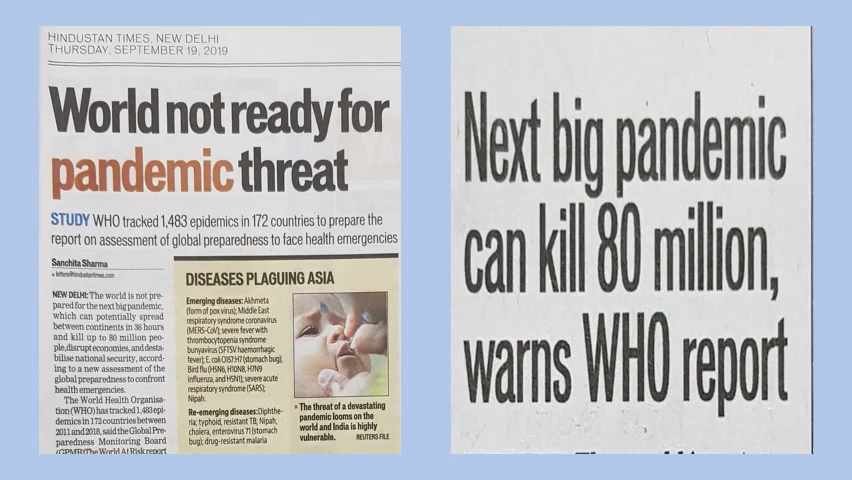 HINDUSTAN TIMES, NEW DELHI
THURSDAY, SEPTEMBER 19, 2019
World not ready for
pandemic threat
STUDY WHO tracked 1,483 epidemics in 172 countries to prepare the
report on assessment of global preparedness to face health emergencies
Sanchita Sharma
letters@hindustantimes.com
NEW DELHI: The world is not pre-
pared for the next big pandemic,
which can potentially spread
between continents in 36 hours
and kill up to 80 million peo-
ple, disrupt economies, and desta-
bilise national security, accord-
ing to a new assessment of the
global preparedness to confront
health emergencies.
The World Health Organisa-
tion (WHO) has tracked 1,483 epi-
demics in 172 countries between
2011 and 2018, said the Global Pre-
paredness Monitoring Board
(GPMB) The World At Risk report
DISEASES PLAGUING ASIA
Emerging diseases: Akhmeta
(form of pox virus); Middle East
respiratory syndrome coronavirus
(MERS-CoV); severe fever with
thrombocytopenia syndrome
bunyavirus (SFTSV haemorrhagic
fever); E. coli O157:H7 (stomach bug);
Bird flu (H5N6, H10N8, H7N9
influenza, and H5N1); severe acute
respiratory syndrome (SARS);
Nipah.
Re-emerging diseases: Diphthe-
ria; typhoid, resistant TB; Nipah,
cholera, enterovirus 71 (stomach
bug); drug-resistant malaria
» The threat of a devastating
pandemic looms on the
world and India is highly
vulnerable. REUTERS FILE
Next big pandemic
can kill 80 million,
warns WHO report